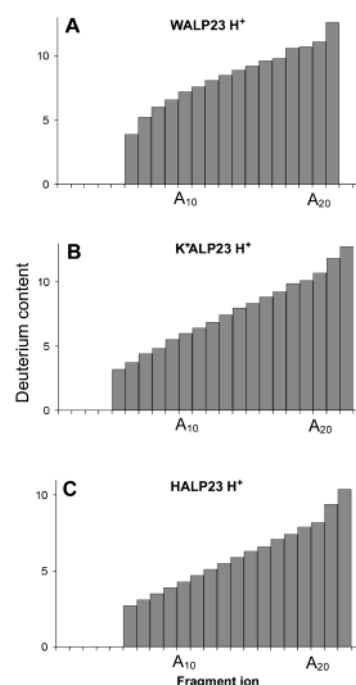 A
WALP23 H⁺
10
5
0
A₁₀
A₂₀
B
K*ALP23 H⁺
10
5
0
Deuterium content
A₁₀
A₂₀
C
HALP23 H⁺
10
5
0
A₁₀
A₂₀
Fragment ion